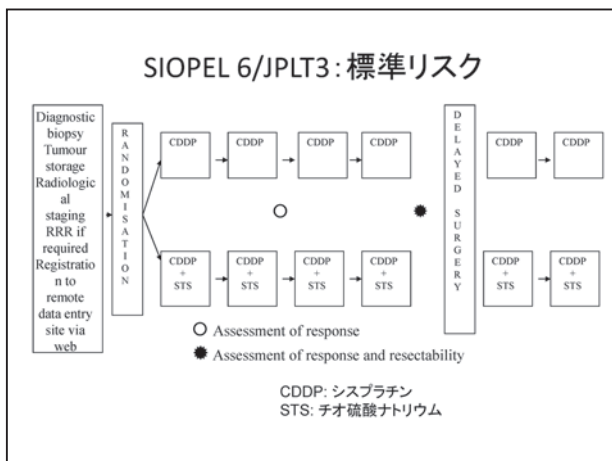 SIOPEL 6/JPLT3：標準リスク
Diagnostic
biopsy
Tumour
storage
Radiologic
al
staging
RRR if
required
Registratio
n to
remote
data entry
site via
web
RANDOMISATION
CDDP
CDDP
CDDP
CDDP
CDDP
+
STS
CDDP
+
STS
CDDP
+
STS
CDDP
+
STS
DELAYED SURGERY
CDDP
CDDP
CDDP
+
STS
CDDP
+
STS
Assessment of response
Assessment of response and resectability
CDDP: シスプラチン
STS: チオ硫酸ナトリウム